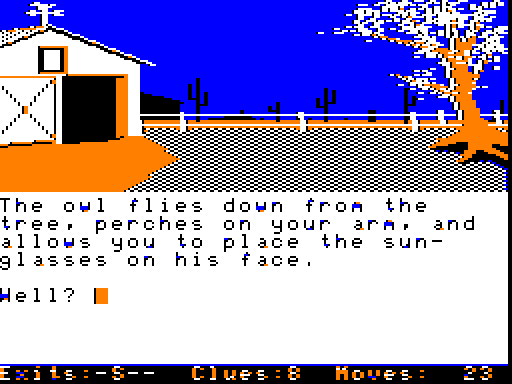 The owl flies down from the
tree, perches on your arm, and
allows you to place the sun-
glasses on his face.
Well?
Exits:-S-- Clues:8 Moves: 23